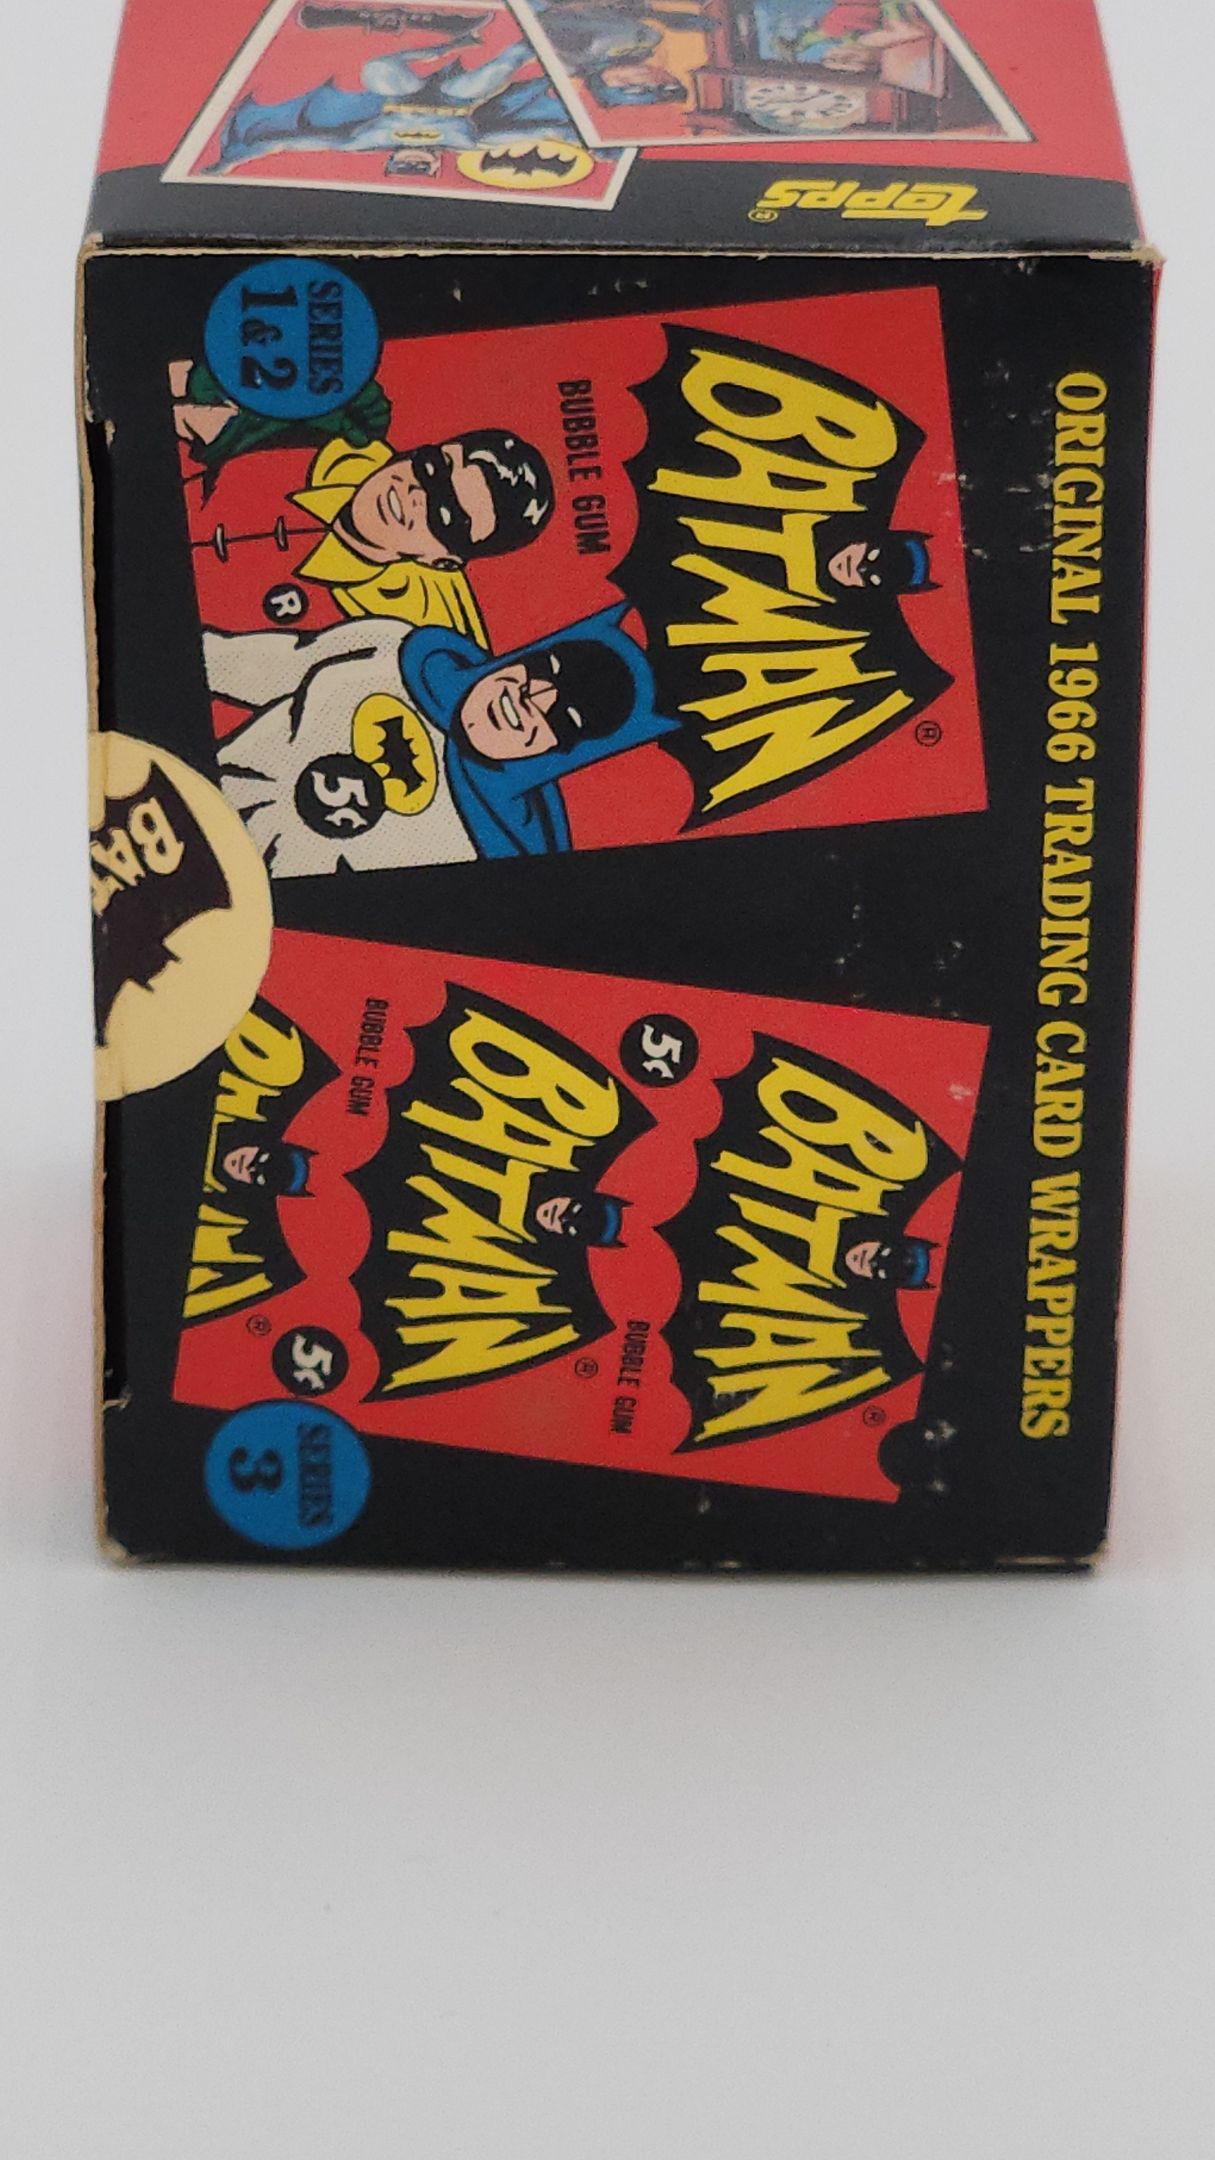 topps®
ORIGINAL 1966 TRADING CARD WRAPPERS
BATMAN
®
BUBBLE GUM
R
5¢
SERIES
1&2
BATMAN
®
5¢
BUBBLE GUM
BATMAN
®
BUBBLE GUM
5¢
®
SERIES
3
BAT